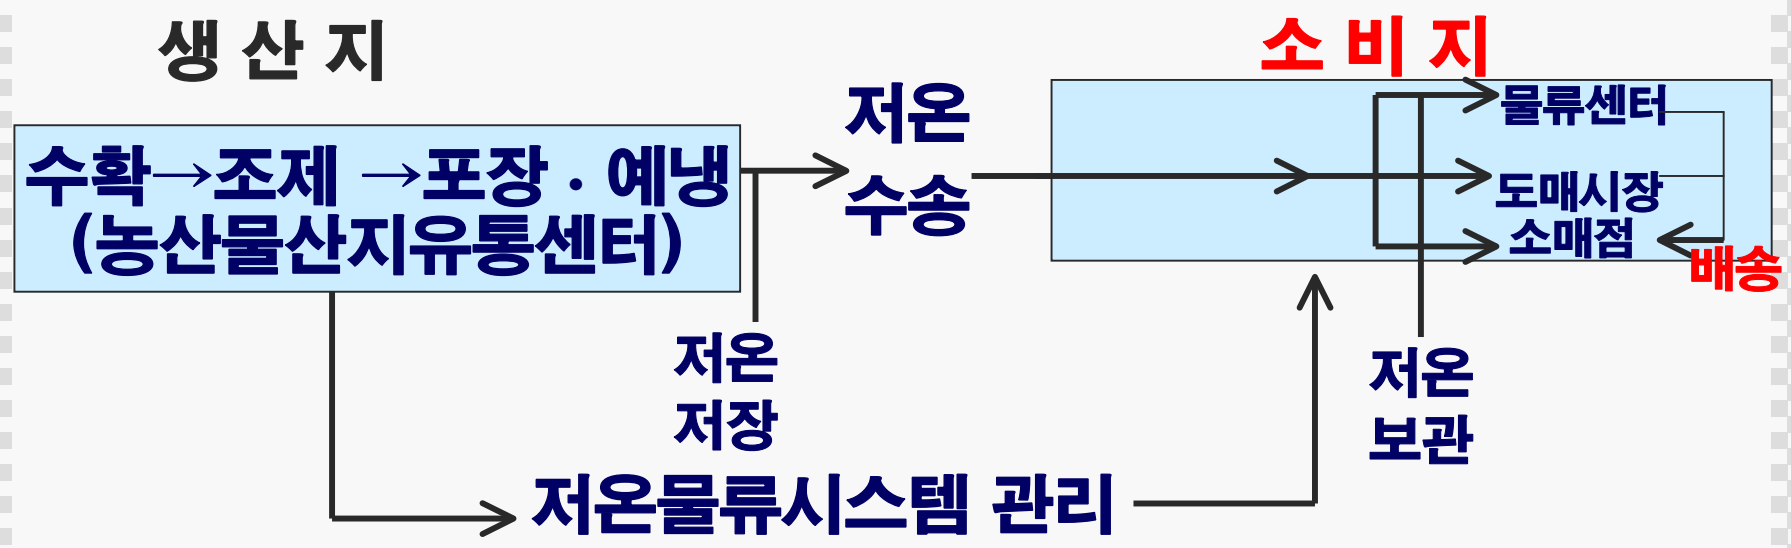 생 산 지
수확→조제 →포장 · 예냉
(농산물산지유통센터)
저온
수송
소 비 지
물류센터
도매시장
소매점
배송
저온
저장
저온
보관
저온물류시스템 관리